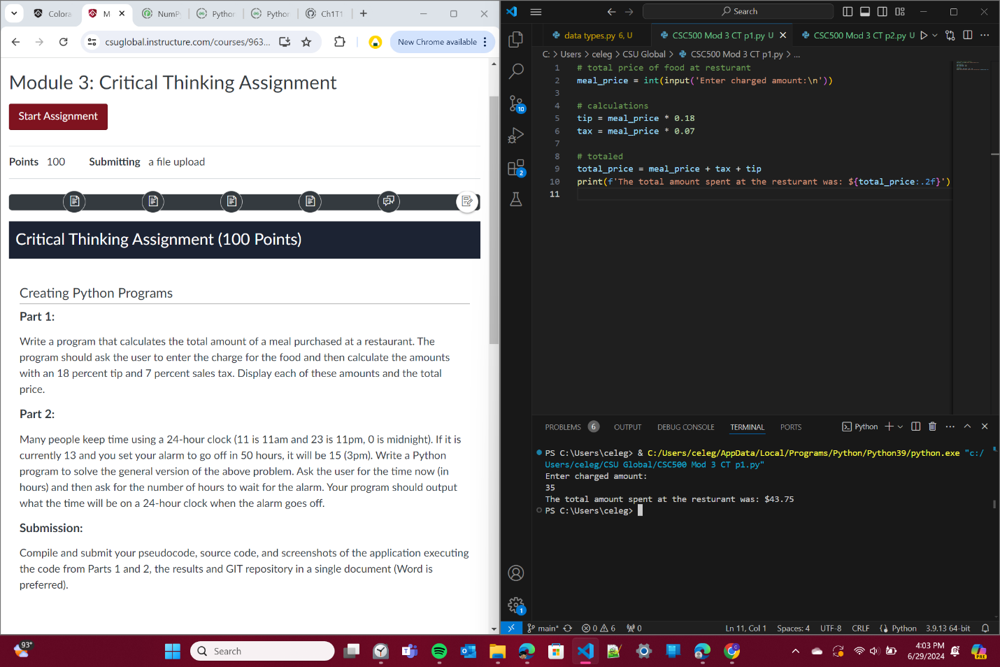 Colora
M
NumP
Python
Python
Ch1T1
csuglobal.instructure.com/courses/963...
New Chrome available
Module 3: Critical Thinking Assignment
Start Assignment
Points 100 Submitting a file upload
Critical Thinking Assignment (100 Points)
Creating Python Programs
Part 1:
Write a program that calculates the total amount of a meal purchased at a restaurant. The
program should ask the user to enter the charge for the food and then calculate the amounts
with an 18 percent tip and 7 percent sales tax. Display each of these amounts and the total
price.
Part 2:
Many people keep time using a 24-hour clock (11 is 11am and 23 is 11pm, 0 is midnight). If it is
currently 13 and you set your alarm to go off in 50 hours, it will be 15 (3pm). Write a Python
program to solve the general version of the above problem. Ask the user for the time now (in
hours) and then ask for the number of hours to wait for the alarm. Your program should output
what the time will be on a 24-hour clock when the alarm goes off.
Submission:
Compile and submit your pseudocode, source code, and screenshots of the application executing
the code from Parts 1 and 2, the results and GIT repository in a single document (Word is
preferred).
Search
data types.py 6, U
CSC500 Mod 3 CT p1.py U
CSC500 Mod 3 CT p2.py U
C: > Users > celeg > CSU Global > CSC500 Mod 3 CT p1.py > ...
1 # total price of food at resturant
2 meal_price = int(input('Enter charged amount:\n'))
3
4 # calculations
5 tip = meal_price * 0.18
6 tax = meal_price * 0.07
7
8 # totaled
9 total_price = meal_price + tax + tip
10 print(f'The total amount spent at the resturant was: ${total_price:.2f}')
11
10
2
1
PROBLEMS 6 OUTPUT DEBUG CONSOLE TERMINAL PORTS Python
PS C:\Users\celeg> & C:/Users/celeg/AppData/Local/Programs/Python/Python39/python.exe "c:/
Users/celeg/CSU Global/CSC500 Mod 3 CT p1.py"
Enter charged amount:
35
The total amount spent at the resturant was: $43.75
PS C:\Users\celeg>
main* 0 6 0 Ln 11, Col 1 Spaces: 4 UTF-8 CRLF Python 3.9.13 64-bit
93°
Search
4:03 PM
6/29/2024
PRE